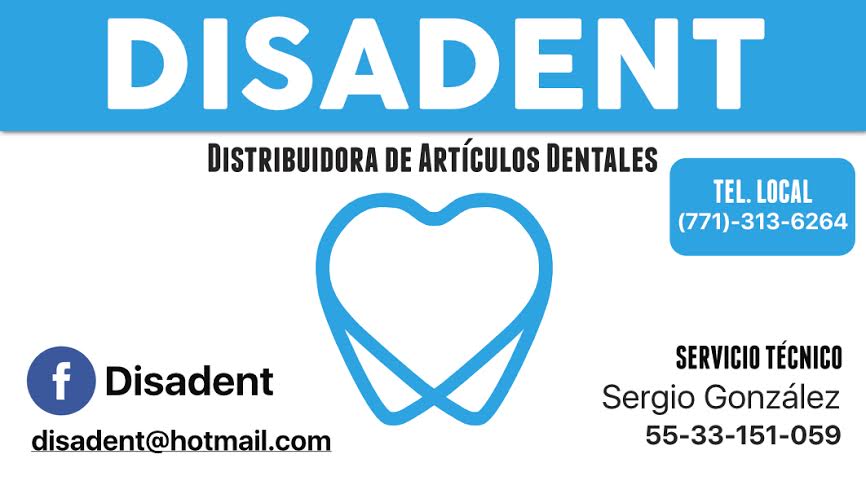 DISADENT
DISTRIBUIDORA DE ARTÍCULOS DENTALES
TEL. LOCAL
(771)-313-6264
f Disadent
disadent@hotmail.com
SERVICIO TÉCNICO
Sergio González
55-33-151-059